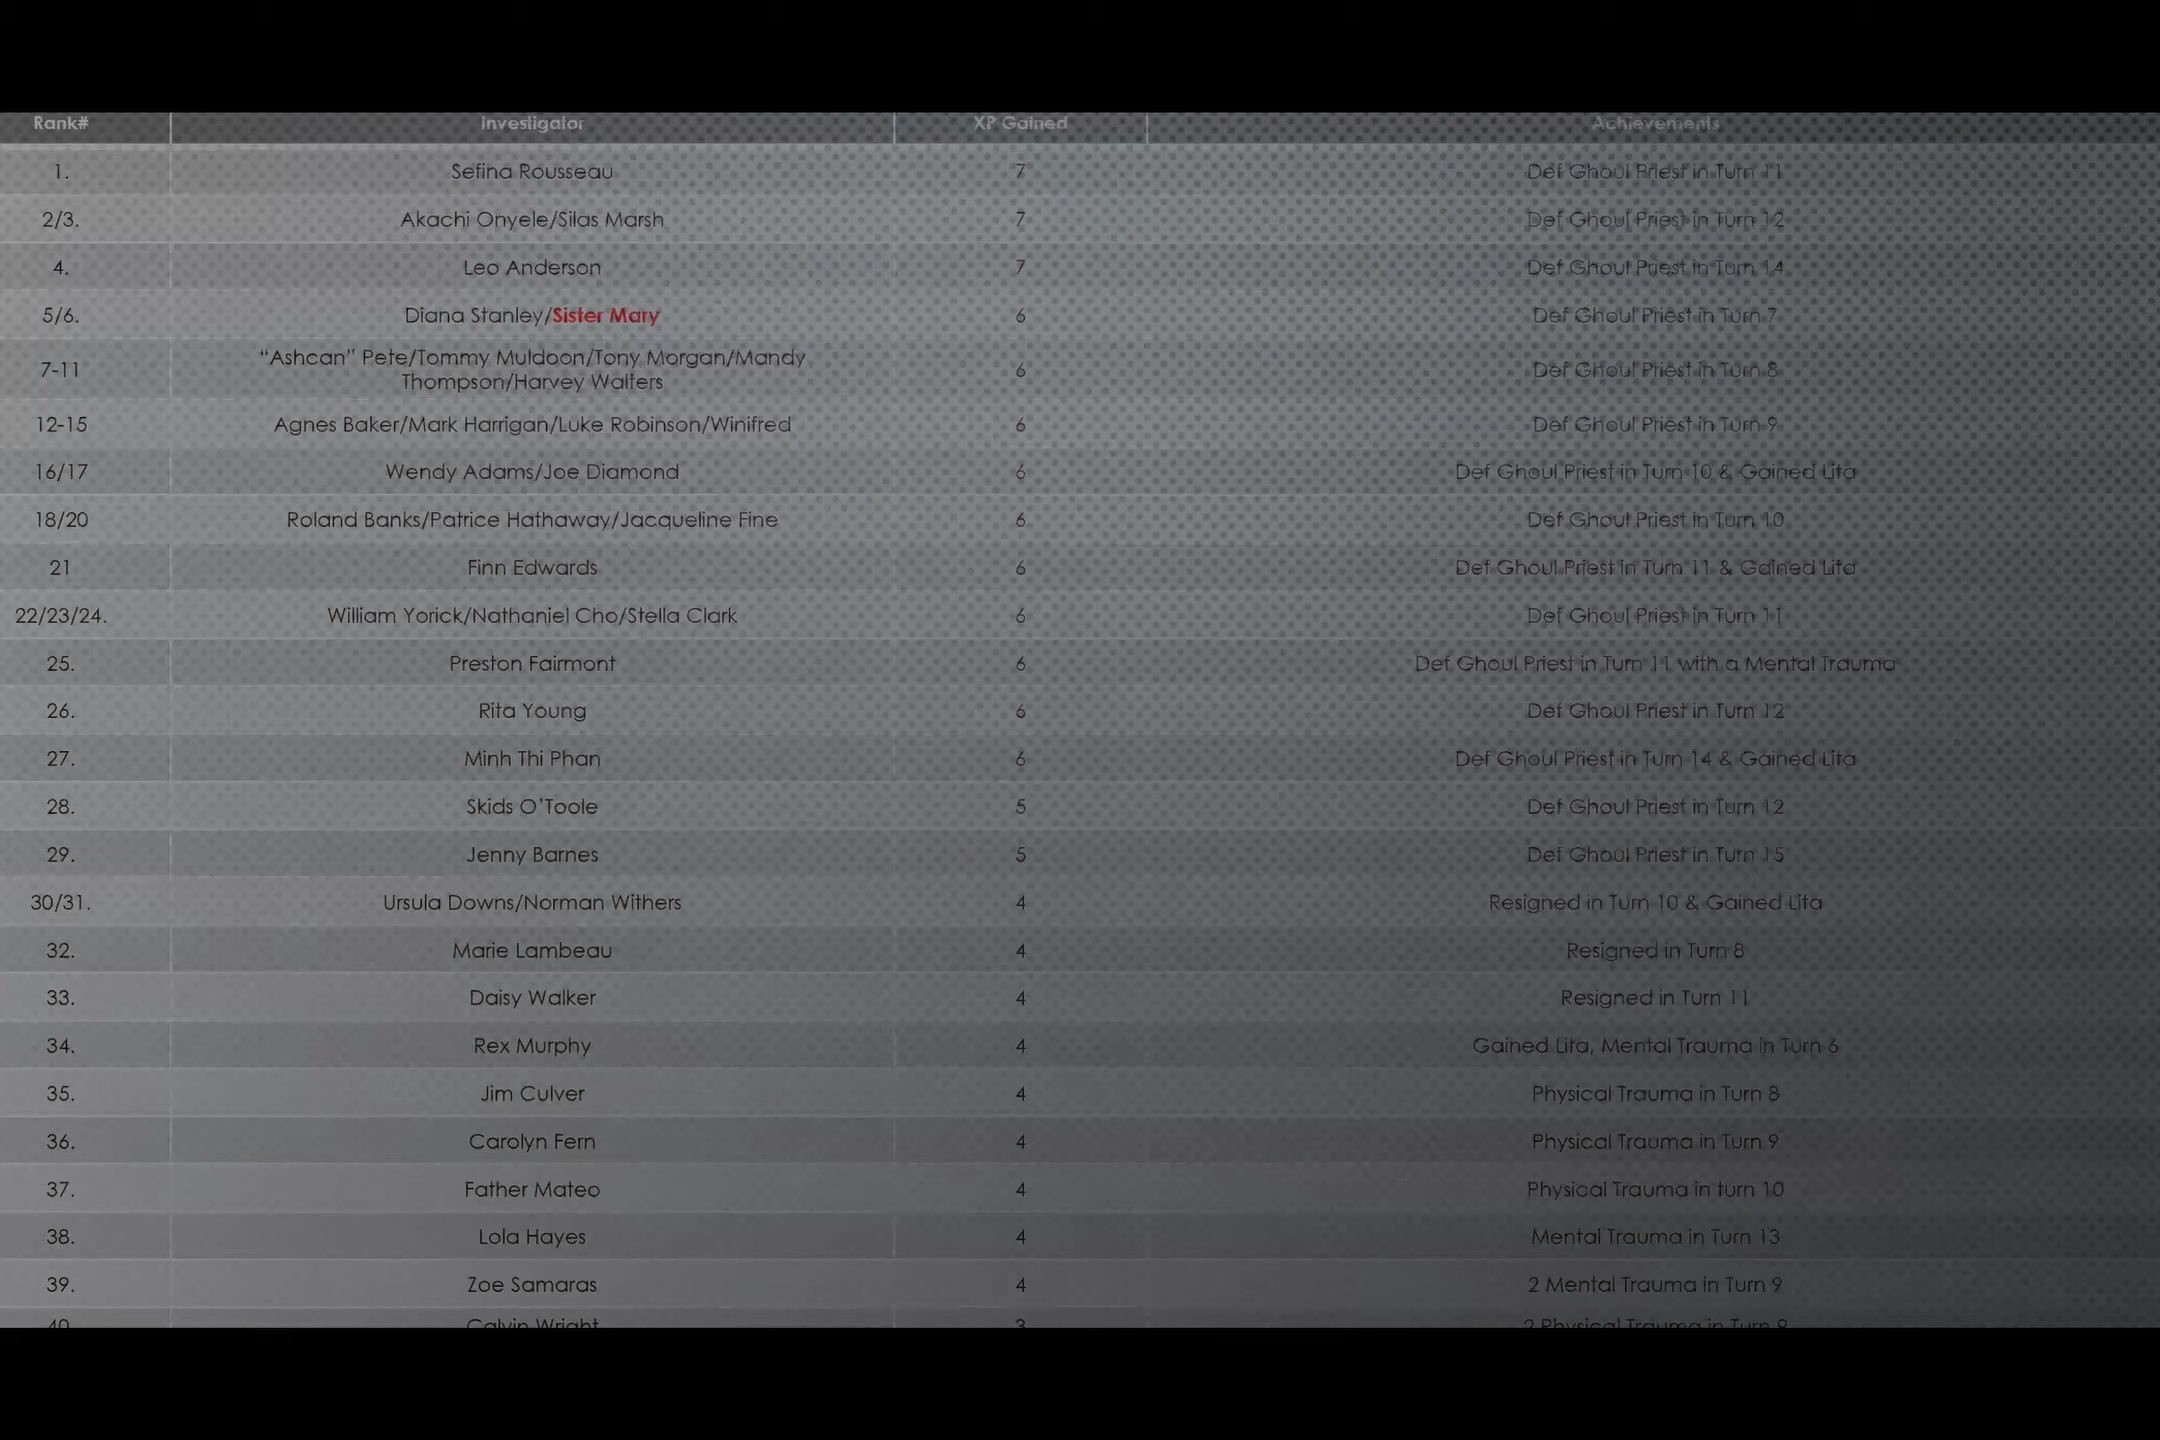 Rank# Investigator XP Gained Achievements
1. Sefina Rousseau 7 Def Ghoul Priest in Turn 11
2/3. Akachi Onyele/Silas Marsh 7 Def Ghoul Priest in Turn 12
4. Leo Anderson 7 Def Ghoul Priest in Turn 14
5/6. Diana Stanley/Sister Mary 6 Def Ghoul Priest in Turn 7
7-11 “Ashcan” Pete/Tommy Muldoon/Tony Morgan/Mandy
Thompson/Harvey Walters 6 Def Ghoul Priest in Turn 8
12-15 Agnes Baker/Mark Harrigan/Luke Robinson/Winifred 6 Def Ghoul Priest in Turn 9
16/17 Wendy Adams/Joe Diamond 6 Def Ghoul Priest in Turn 10 & Gained Lita
18/20 Roland Banks/Patrice Hathaway/Jacqueline Fine 6 Def Ghoul Priest in Turn 10
21 Finn Edwards 6 Def Ghoul Priest in Turn 11 & Gained Lita
22/23/24. William Yorick/Nathaniel Cho/Stella Clark 6 Def Ghoul Priest in Turn 11
25. Preston Fairmont 6 Def Ghoul Priest in Turn 11 with a Mental Trauma
26. Rita Young 6 Def Ghoul Priest in Turn 12
27. Minh Thi Phan 6 Def Ghoul Priest in Turn 14 & Gained Lita
28. Skids O’Toole 5 Def Ghoul Priest in Turn 12
29. Jenny Barnes 5 Def Ghoul Priest in Turn 15
30/31. Ursula Downs/Norman Withers 4 Resigned in Turn 10 & Gained Lita
32. Marie Lambeau 4 Resigned in Turn 8
33. Daisy Walker 4 Resigned in Turn 11
34. Rex Murphy 4 Gained Lita, Mental Trauma in Turn 6
35. Jim Culver 4 Physical Trauma in Turn 8
36. Carolyn Fern 4 Physical Trauma in Turn 9
37. Father Mateo 4 Physical Trauma in turn 10
38. Lola Hayes 4 Mental Trauma in Turn 13
39. Zoe Samaras 4 2 Mental Trauma in Turn 9
40. Calvin Wright 3 2 Physical Trauma in Turn 9